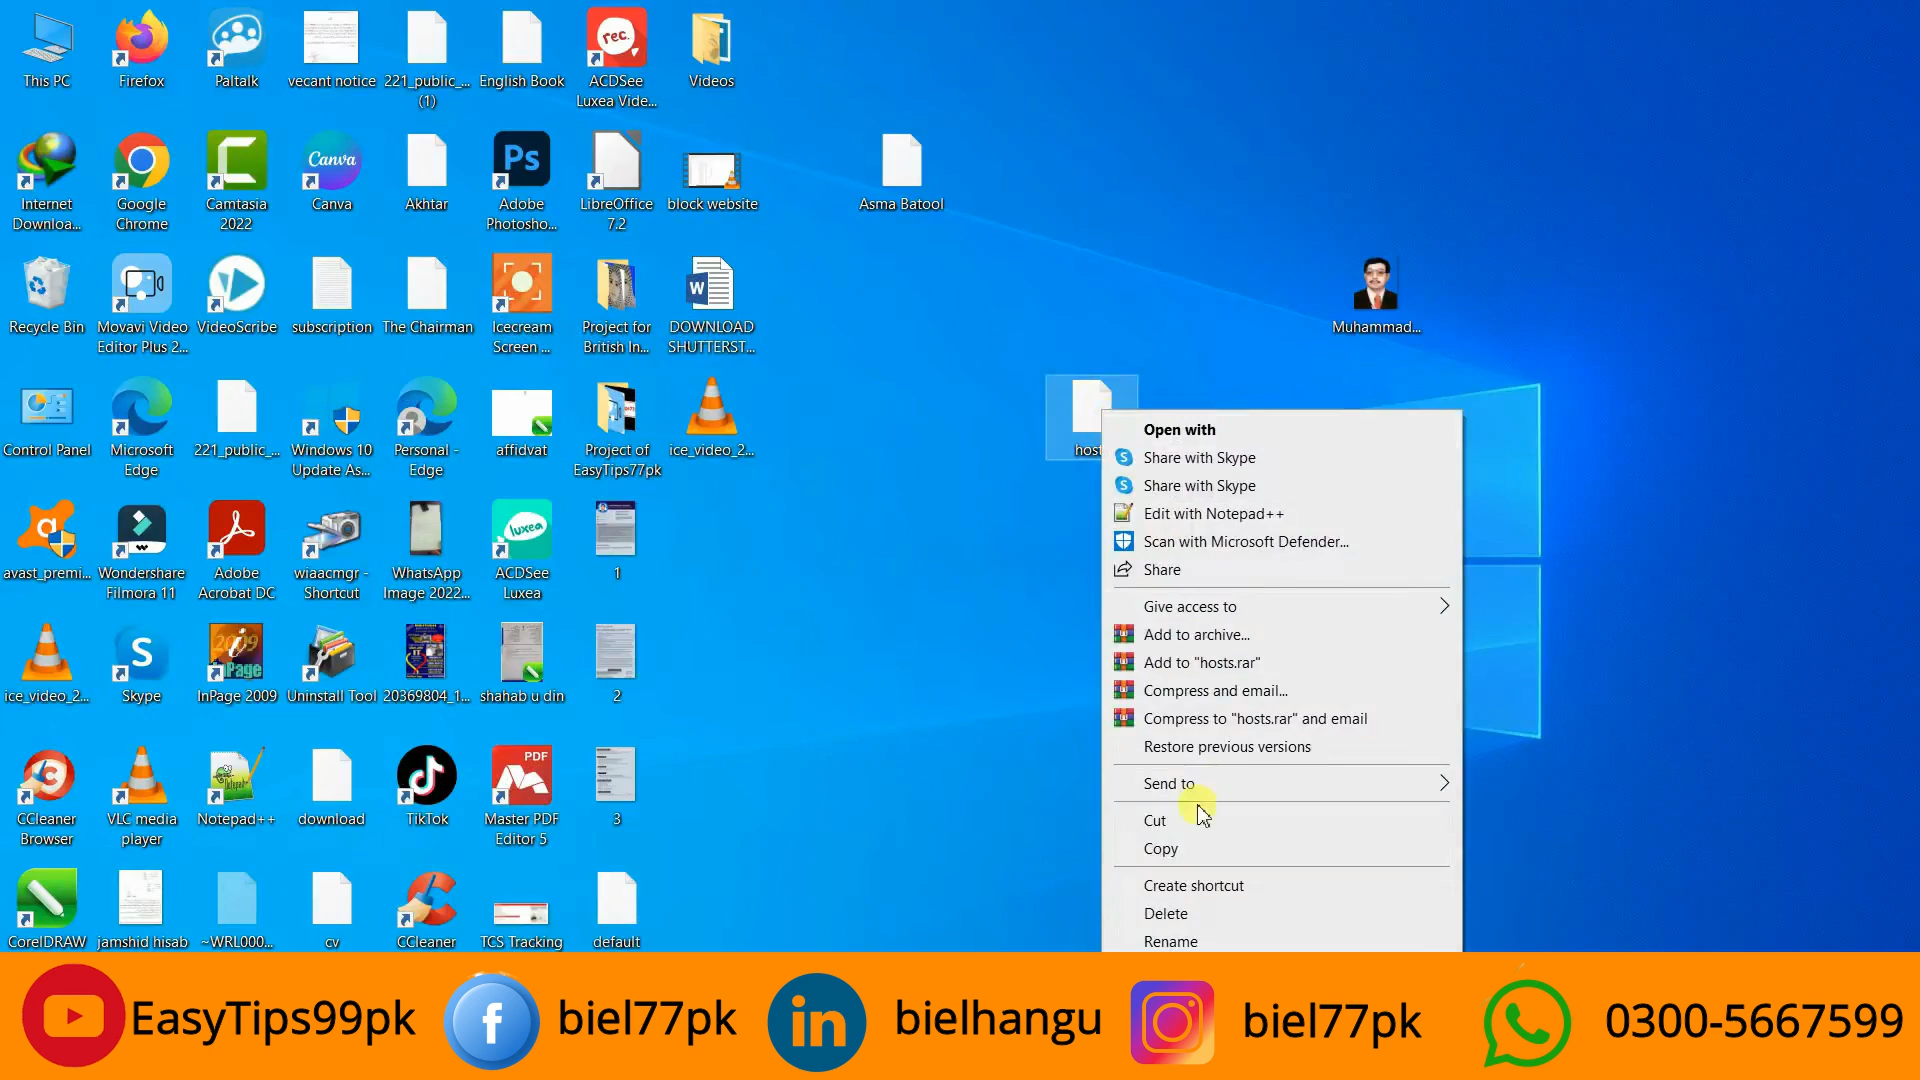 This PC
Firefox
Paltalk
vecant notice
221_public_...
(1)
English Book
rec.
ACDSee
Luxea Vide...
Videos
Internet
Downloa...
Google
Chrome
Camtasia
2022
Canva
Canva
Akhtar
Ps
Adobe
Photosho...
LibreOffice
7.2
block website
Asma Batool
Recycle Bin
Movavi Video
Editor Plus 2...
VideoScribe
subscription
The Chairman
Icecream
Screen ...
Project for
British In...
W
DOWNLOAD
SHUTTERST...
Muhammad...
Control Panel
Microsoft
Edge
221_public_...
Windows 10
Update As...
Personal -
Edge
affidvat
Project of
EasyTips77pk
ice_video_2...
host
avast_premi...
Wondershare
Filmora 11
Adobe
Acrobat DC
wiaacmgr -
Shortcut
WhatsApp
Image 2022...
luxea
ACDSee
Luxea
1
ice_video_2...
S
Skype
2009
InPage
InPage 2009
Uninstall Tool
20369804_1...
shahab u din
2
CCleaner
Browser
VLC media
player
Notepad++
download
TikTok
PDF
Master PDF
Editor 5
3
CorelDRAW
jamshid hisab
~WRL000...
cv
CCleaner
TCS Tracking
default
Open with
Share with Skype
Share with Skype
Edit with Notepad++
Scan with Microsoft Defender...
Share
Give access to
Add to archive...
Add to "hosts.rar"
Compress and email...
Compress to "hosts.rar" and email
Restore previous versions
Send to
Cut
Copy
Create shortcut
Delete
Rename
EasyTips99pk
f
biel77pk
in
bielhangu
biel77pk
0300-5667599